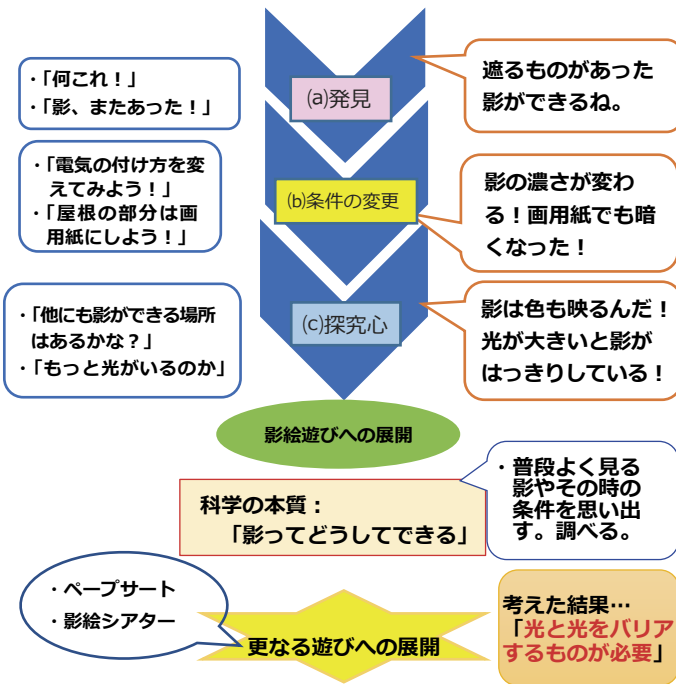 ・「何これ！」
・「影、またあった！」
(a)発見
遮るものがあった
影ができるね。
・「電気の付け方を変
えてみよう！」
・「屋根の部分は画
用紙にしよう！」
(b)条件の変更
影の濃さが変わ
る！画用紙でも暗
くなった！
・「他にも影ができる場所
はあるかな？」
・「もっと光がいるのか」
(c)探究心
影は色も映るんだ！
光が大きいと影が
はっきりしている！
影絵遊びへの展開
科学の本質：
「影ってどうしてできる」
・普段よく見る
影やその時の
条件を思い出
す。調べる。
・ペープサート
・影絵シアター
更なる遊びへの展開
考えた結果…
「光と光をバリア
するものが必要」